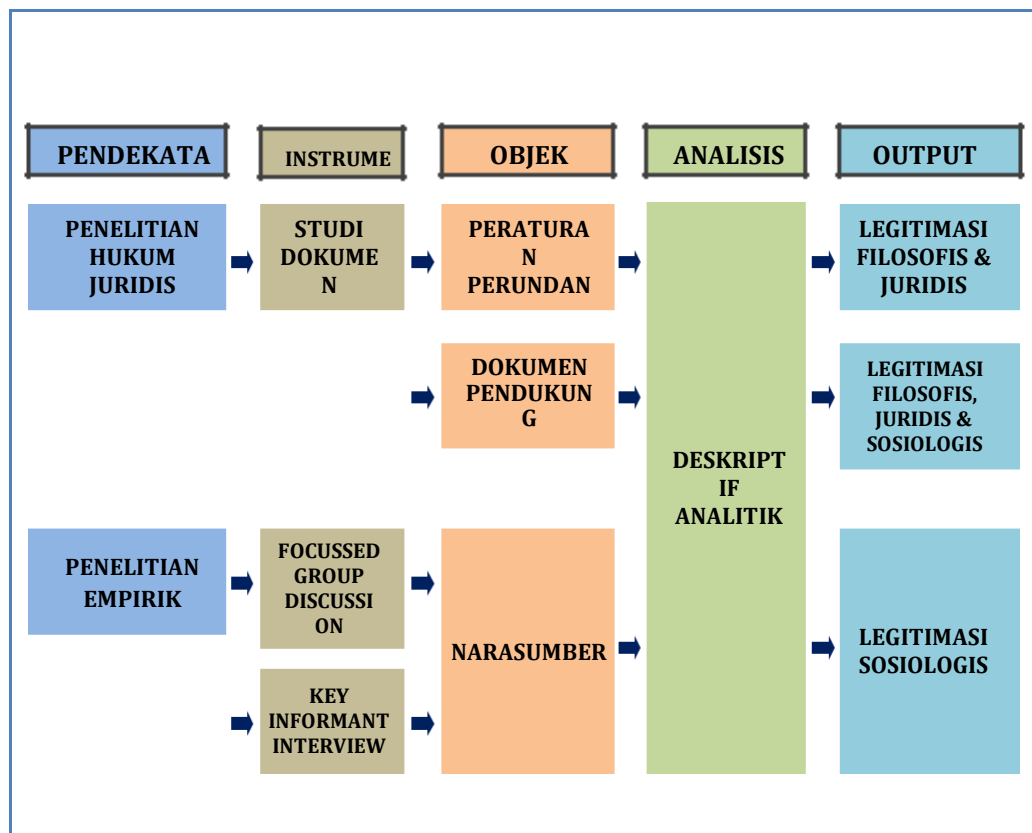 PENDEKATA
INSTRUME
OBJEK
ANALISIS
OUTPUT
PENELITIAN
HUKUM
JURIDIS
STUDI
DOKUME
N
PERATURA
N
PERUNDAN
LEGITIMASI
FILOSOFIS &
JURIDIS
DOKUMEN
PENDUKUN
G
LEGITIMASI
FILOSOFIS,
JURIDIS &
SOSIOLOGIS
DESKRIPT
IF
ANALITIK
PENELITIAN
EMPIRIK
FOCUSSED
GROUP
DISCUSSI
ON
NARASUMBER
LEGITIMASI
SOSIOLOGIS
KEY
INFORMANT
INTERVIEW